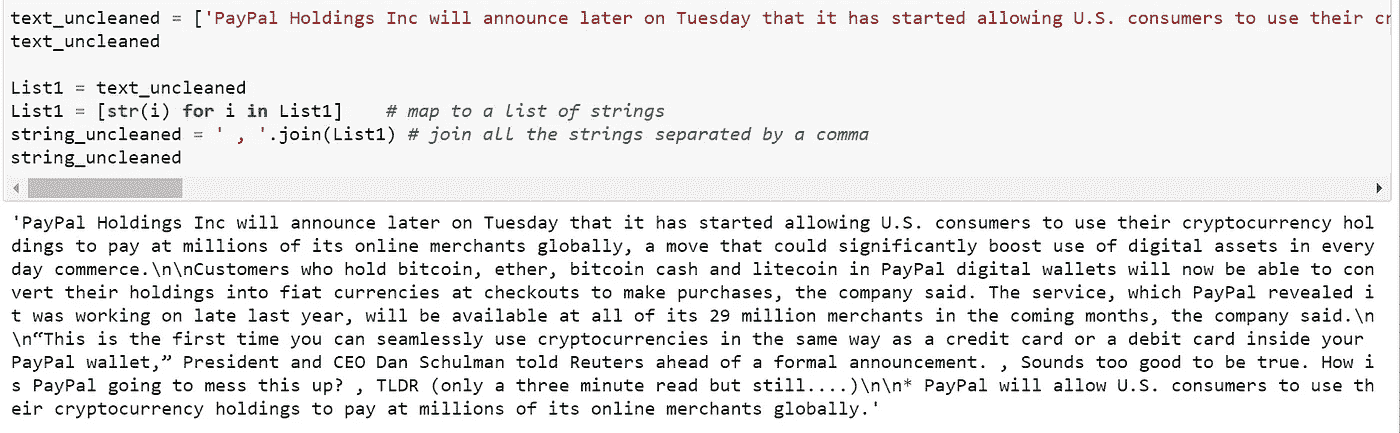 text_uncleaned = ['PayPal Holdings Inc will announce later on Tuesday that it has started allowing U.S. consumers to use their cr
text_uncleaned
List1 = text_uncleaned
List1 = [str(i) for i in List1]    # map to a list of strings
string_uncleaned = ' , '.join(List1) # join all the strings separated by a comma
string_uncleaned
'PayPal Holdings Inc will announce later on Tuesday that it has started allowing U.S. consumers to use their cryptocurrency hol
dings to pay at millions of its online merchants globally, a move that could significantly boost use of digital assets in every
day commerce.\n\nCustomers who hold bitcoin, ether, bitcoin cash and litecoin in PayPal digital wallets will now be able to con
vert their holdings into fiat currencies at checkouts to make purchases, the company said. The service, which PayPal revealed i
t was working on late last year, will be available at all of its 29 million merchants in the coming months, the company said.\n
\n“This is the first time you can seamlessly use cryptocurrencies in the same way as a credit card or a debit card inside your
PayPal wallet,” President and CEO Dan Schulman told Reuters ahead of a formal announcement. , Sounds too good to be true. How i
s PayPal going to mess this up? , TLDR (only a three minute read but still....)\n\n* PayPal will allow U.S. consumers to use th
eir cryptocurrency holdings to pay at millions of its online merchants globally.'